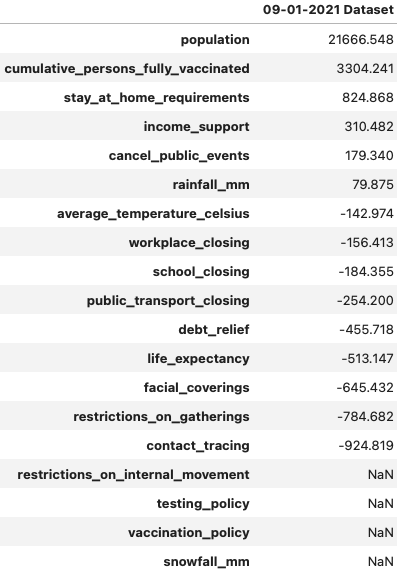 09-01-2021 Dataset
population 21666.548
cumulative_persons_fully_vaccinated 3304.241
stay_at_home_requirements 824.868
income_support 310.482
cancel_public_events 179.340
rainfall_mm 79.875
average_temperature_celsius -142.974
workplace_closing -156.413
school_closing -184.355
public_transport_closing -254.200
debt_relief -455.718
life_expectancy -513.147
facial_coverings -645.432
restrictions_on_gatherings -784.682
contact_tracing -924.819
restrictions_on_internal_movement NaN
testing_policy NaN
vaccination_policy NaN
snowfall_mm NaN